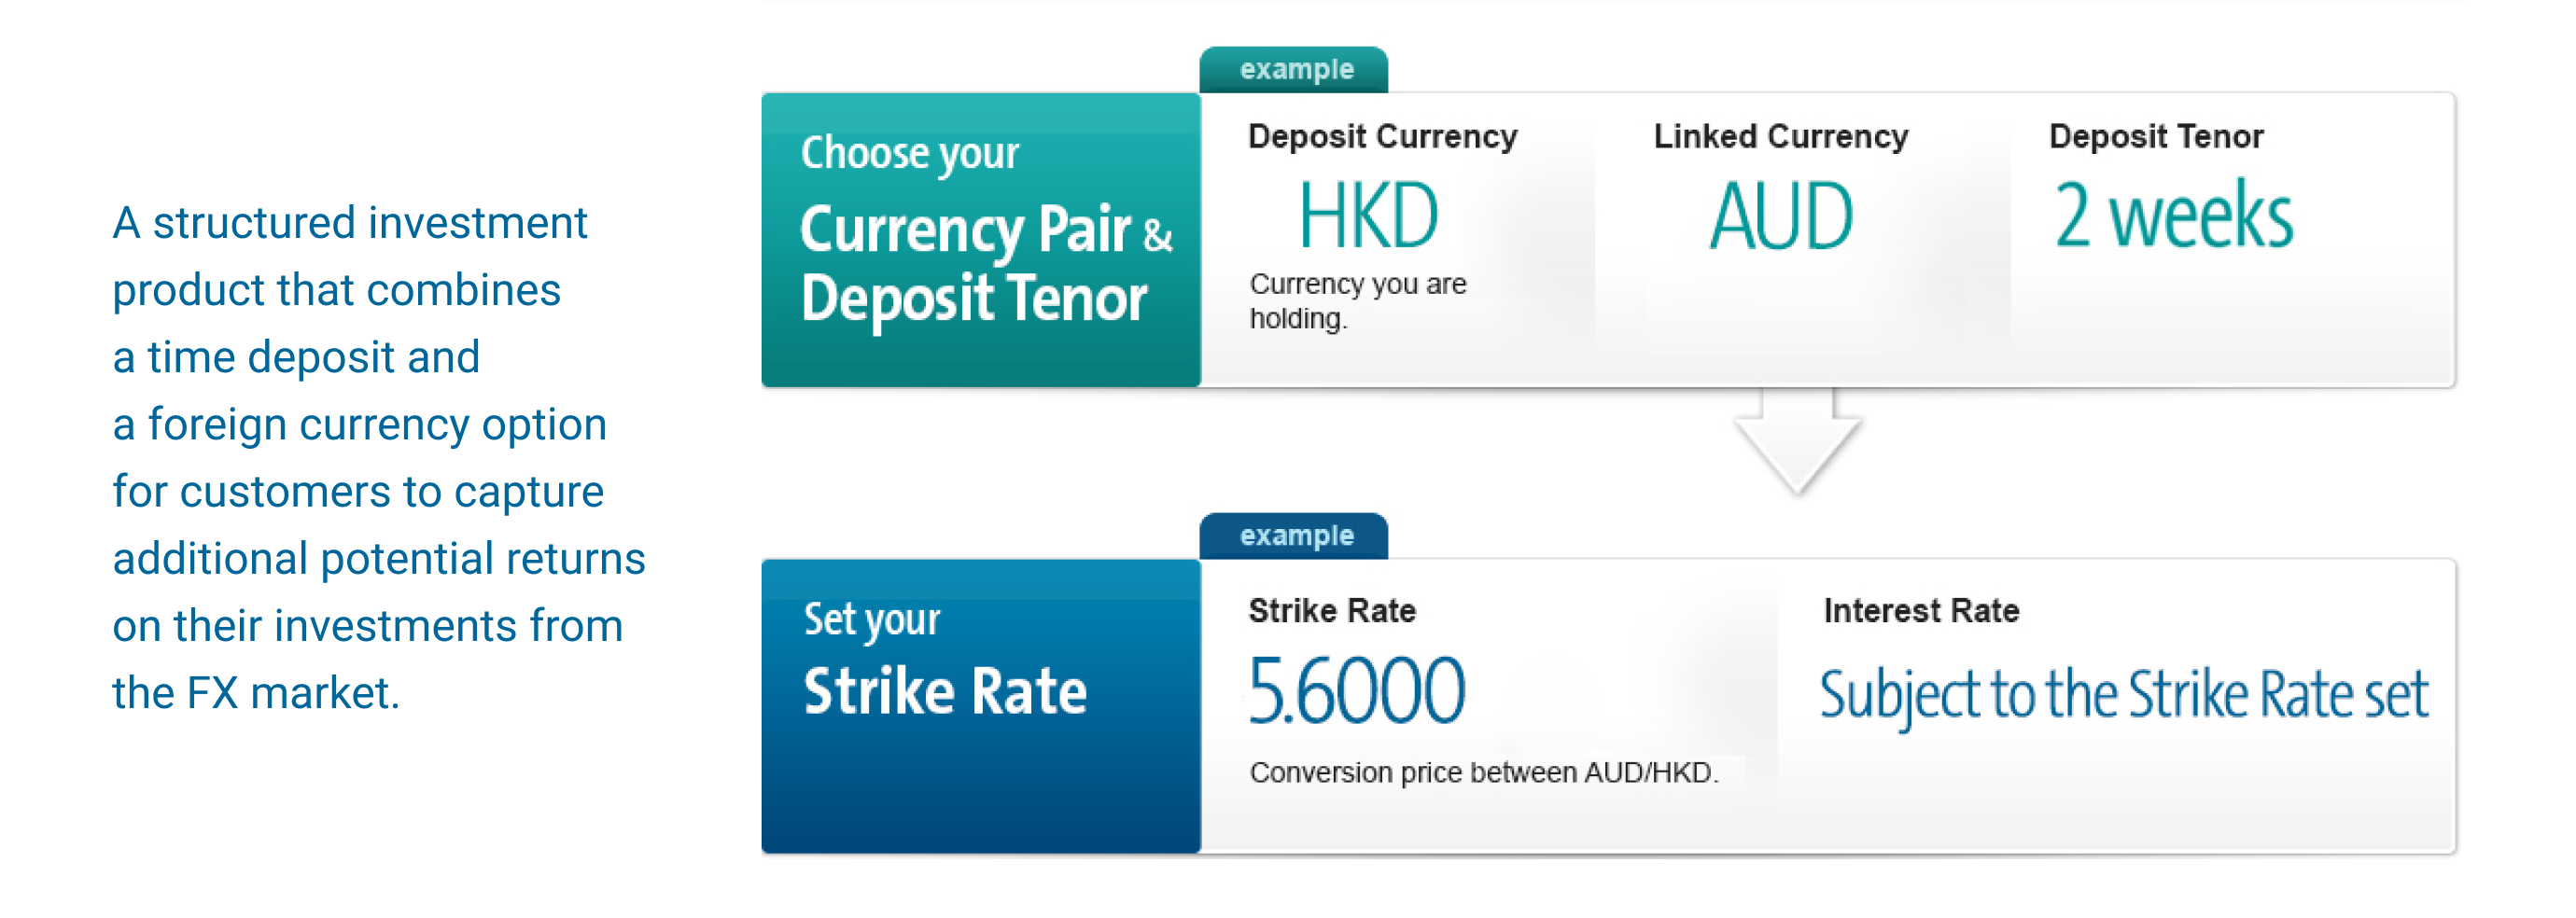 A structured investment
product that combines
a time deposit and
a foreign currency option
for customers to capture
additional potential returns
on their investments from
the FX market.
example
Choose your
Currency Pair &
Deposit Tenor
Deposit Currency
HKD
Currency you are
holding.
Linked Currency
AUD
Deposit Tenor
2 weeks
example
Set your
Strike Rate
Strike Rate
5.6000
Conversion price between AUD/HKD.
Interest Rate
Subject to the Strike Rate set